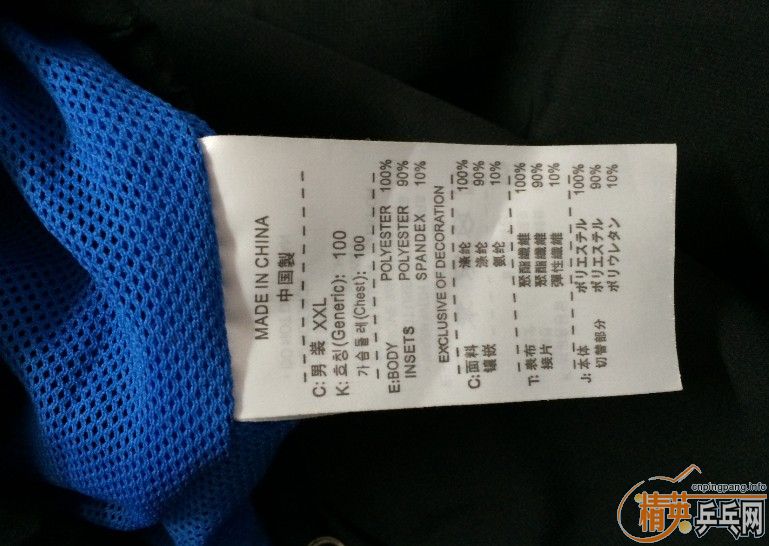 MADE IN CHINA
中国製
C: 男 装 XXL
K: 호칭(Generic): 100
가슴둘레(Chest): 100
E:BODY POLYESTER 100%
INSETS POLYESTER 90%
SPANDEX 10%
EXCLUSIVE OF DECORATION
C:面料 涤纶 100%
镶嵌 涤纶 90%
氨纶 10%
T: 表布 聚酯纖維 100%
接片 聚酯纖維 90%
彈性纖維 10%
J: 本体 ポリエステル 100%
切替部分 ポリエステル 90%
ポリウレタン 10%
cnpingpang.info
精英乒乓网